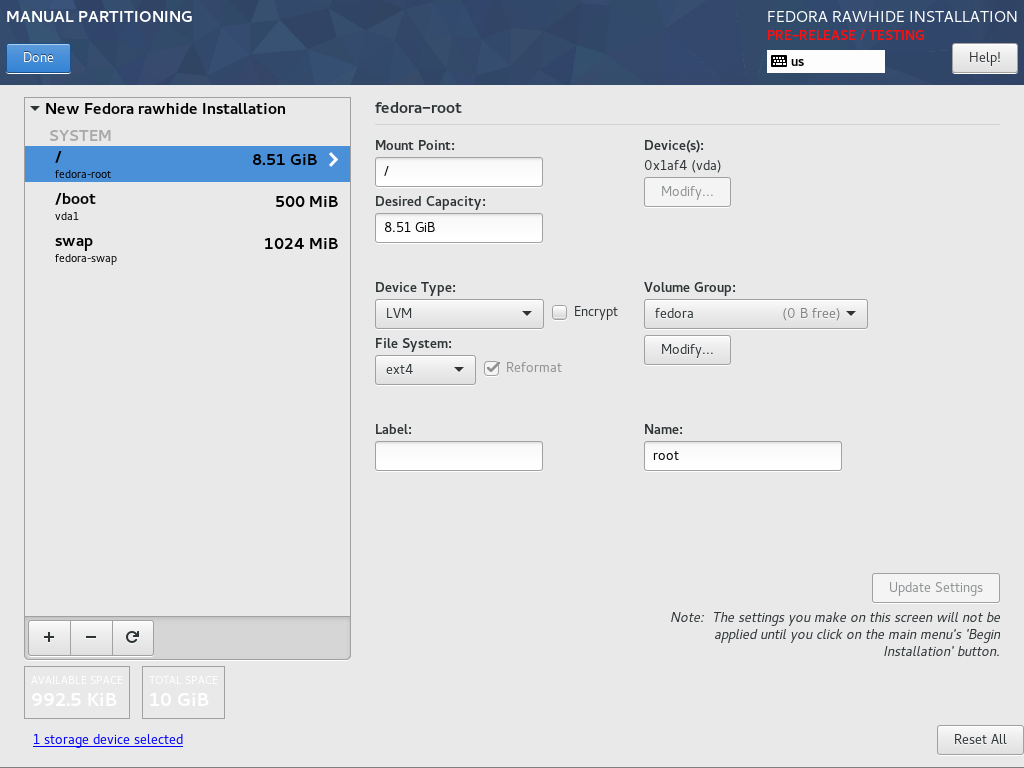 MANUAL PARTITIONING
FEDORA RAWHIDE INSTALLATION
PRE-RELEASE / TESTING
Done
us
Help!
New Fedora rawhide Installation
SYSTEM
/
8.51 GiB
fedora-root
/boot
500 MiB
vda1
swap
1024 MiB
fedora-swap
fedora-root
Mount Point:
/
Desired Capacity:
8.51 GiB
Device(s):
0x1af4 (vda)
Modify...
Device Type:
LVM
Encrypt
Volume Group:
fedora (0 B free)
File System:
ext4
Reformat
Modify...
Label:
Name:
root
Update Settings
Note: The settings you make on this screen will not be
applied until you click on the main menu's 'Begin
Installation' button.
AVAILABLE SPACE
992.5 KiB
TOTAL SPACE
10 GiB
1 storage device selected
Reset All